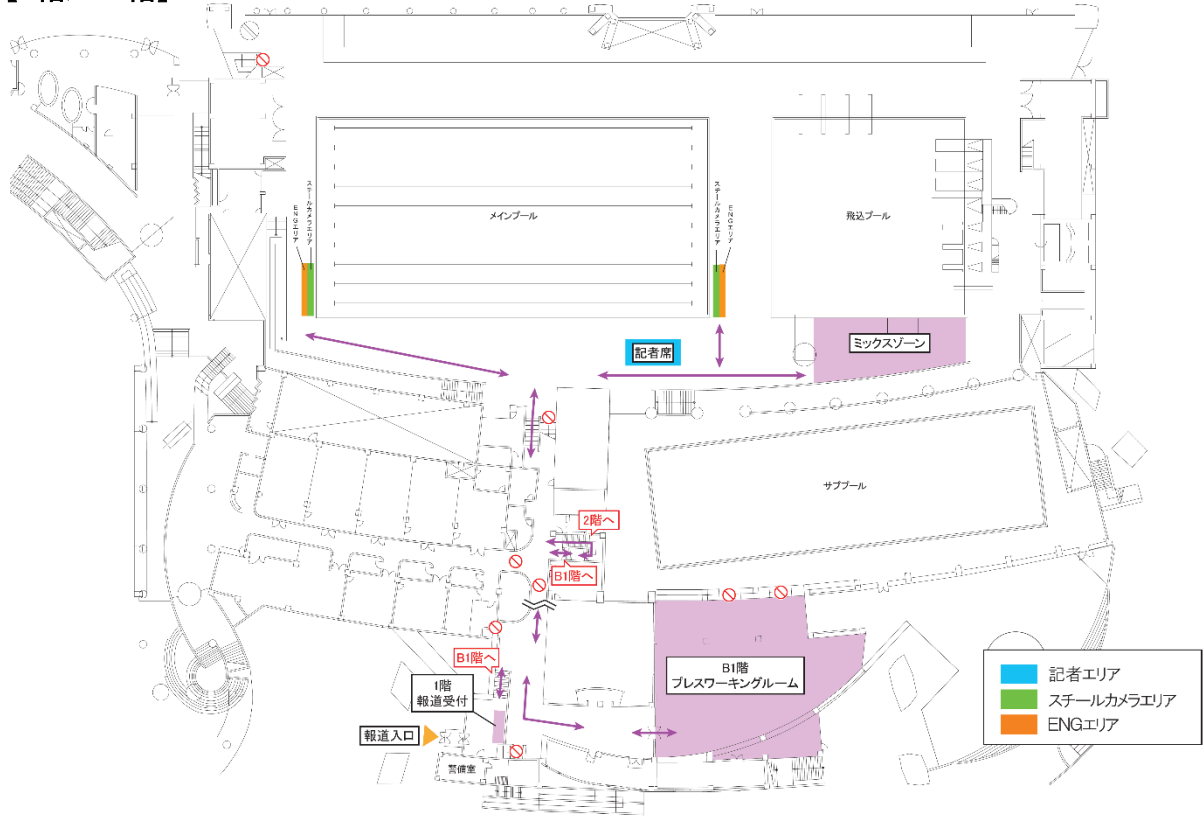 ENGエリア
スチールカメラエリア
メインプール
スチールカメラエリア
ENGエリア
飛込プール
記者席
ミックスゾーン
サブプール
2階へ
B1階へ
B1階へ
1階
報道受付
B1階
プレスワーキングルーム
報道入口
警備室
記者エリア
スチールカメラエリア
ENGエリア